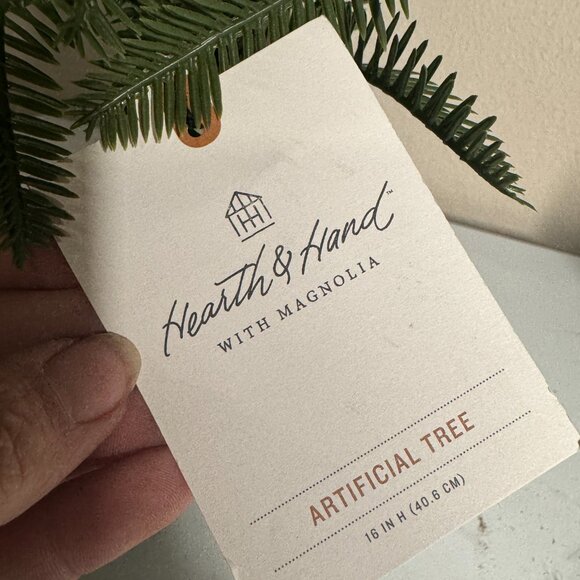 Hearth & Hand™
WITH MAGNOLIA
ARTIFICIAL TREE
16 IN H (40.6 CM)